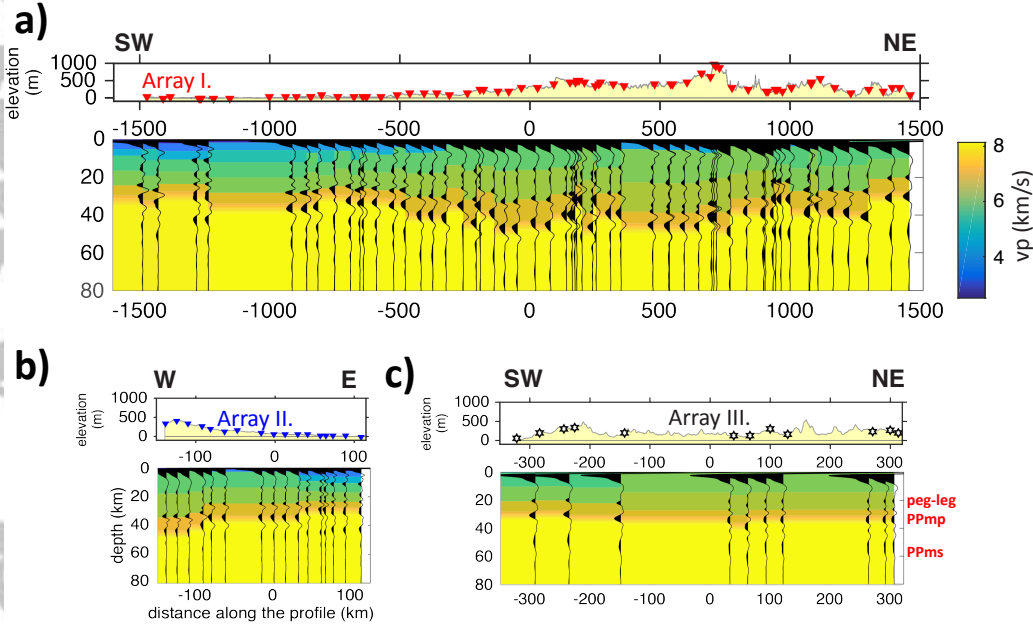 a)
SW NE
elevation
(m)
1000
500
0
Array I.
-1500 -1000 -500 0 500 1000 1500
0
20
40
60
80
-1500 -1000 -500 0 500 1000 1500
8
6
4
vp (km/s)
b)
W E
elevation
(m)
1000
500
0
Array II.
-100 0 100
depth (km)
0
20
40
60
80
-100 0 100
distance along the profile (km)
c)
SW NE
elevation
(m)
1000
500
0
Array III.
-300 -200 -100 0 100 200 300
0
20
40
60
80
peg-leg
PPmp
PPms
-300 -200 -100 0 100 200 300